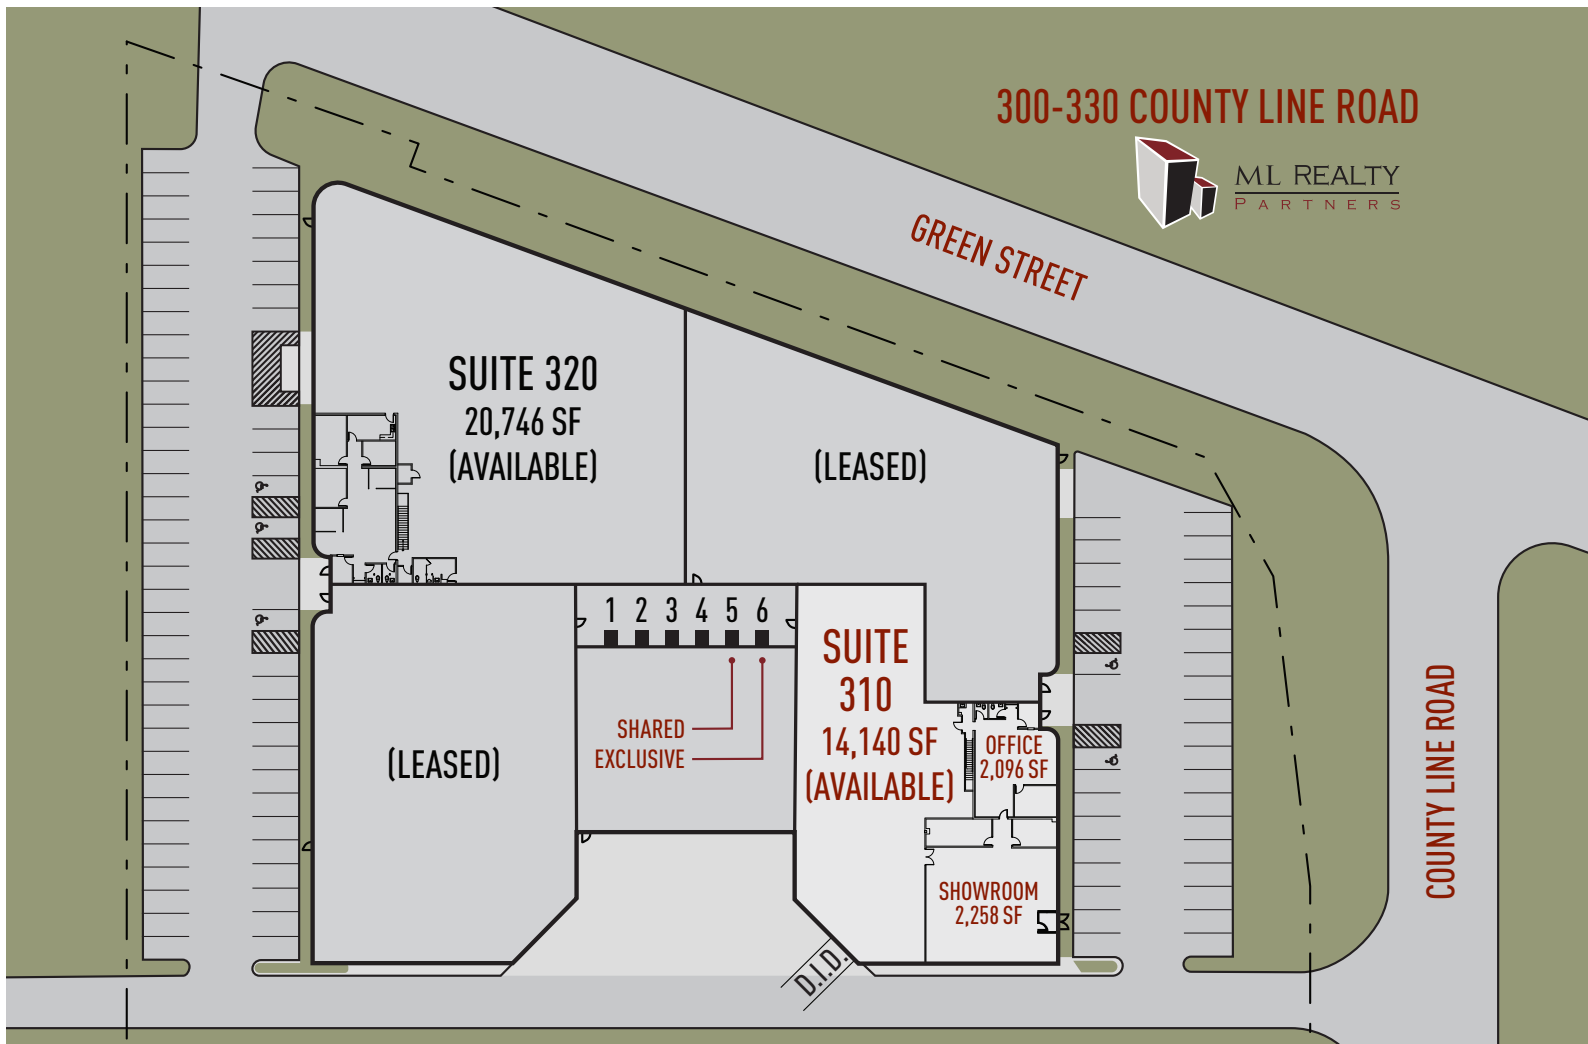 300-330 COUNTY LINE ROAD
ML REALTY
PARTNERS
GREEN STREET
SUITE 320
20,746 SF
(AVAILABLE)
(LEASED)
1 2 3 4 5 6
SHARED
EXCLUSIVE
SUITE
310
14,140 SF
(AVAILABLE)
OFFICE
2,096 SF
(LEASED)
SHOWROOM
2,258 SF
D.I.D.
COUNTY LINE ROAD